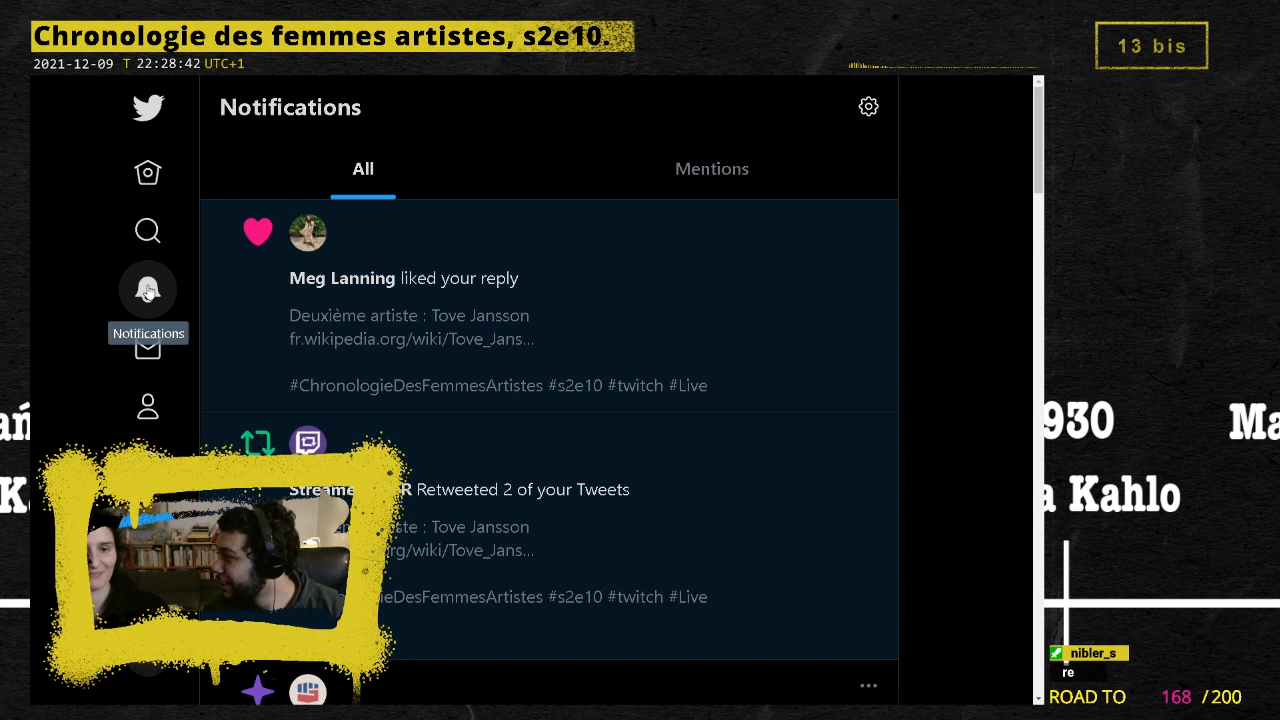 Chronologie des femmes artistes, s2e10.
2021-12-09 T 22:28:42 UTC+1
13 bis
Notifications
All
Mentions
Meg Lanning liked your reply
Deuxième artiste : Tove Jansson
fr.wikipedia.org/wiki/Tove_Jans...
#ChronologieDesFemmesArtistes #s2e10 #twitch #Live
Notifications
R Retweeted 2 of your Tweets
: Tove Jansson
rg/wiki/Tove_Jans...
eDesFemmesArtistes #s2e10 #twitch #Live
930
Ma
Kahlo
nibler_s
re
ROAD TO 168 /200